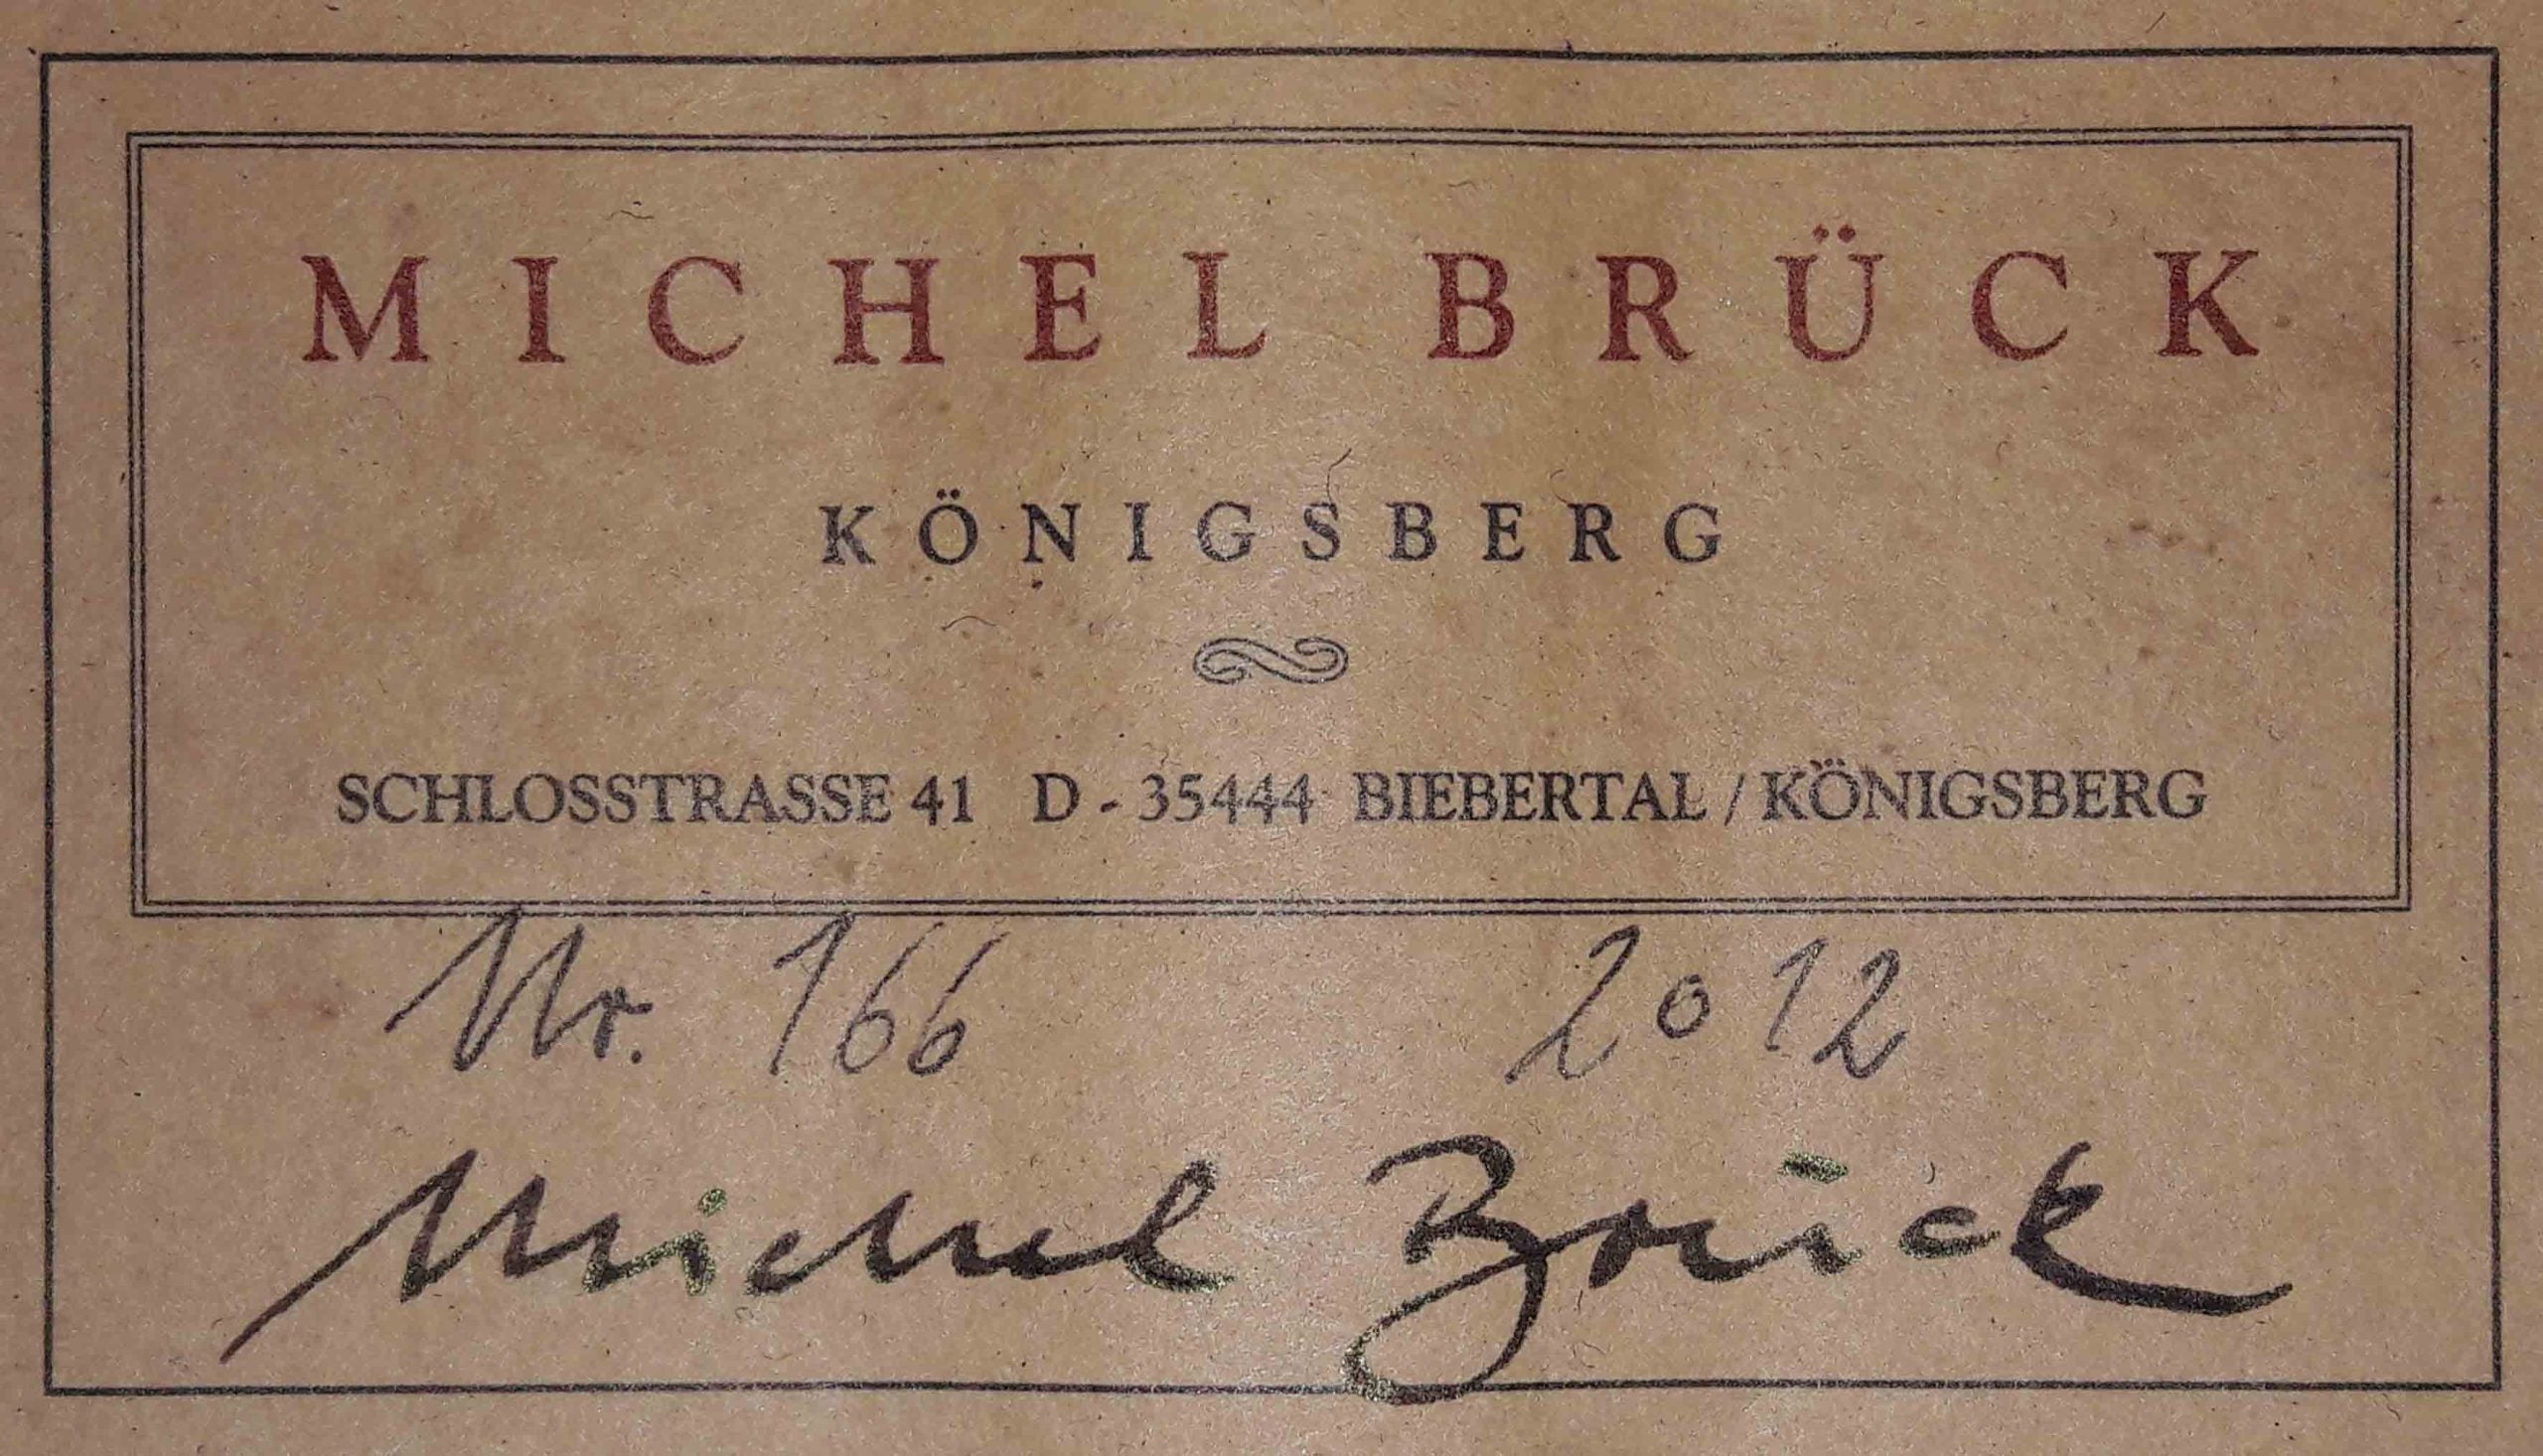 MICHEL BRÜCK
KÖNIGSBERG
SCHLOSSTRASSE 41 D - 35444 BIEBERTAL / KÖNIGSBERG
Nr. 166 2012
Michel Brück